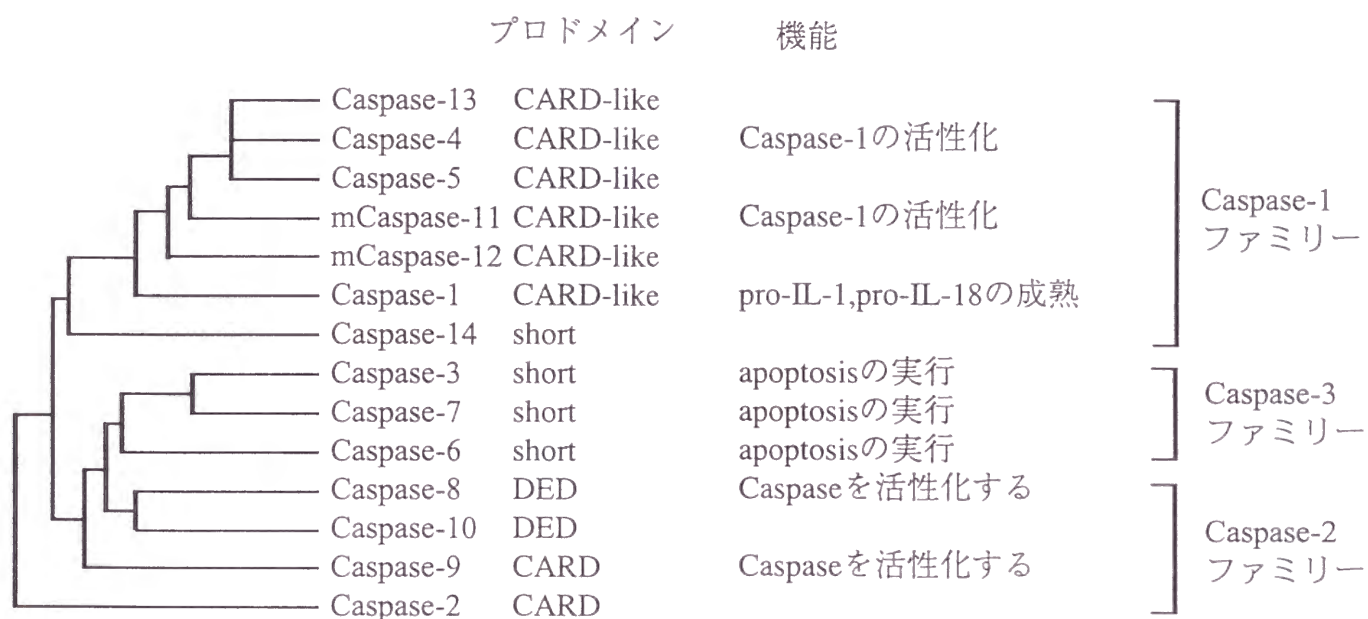 プロドメイン 機能
Caspase-13 CARD-like
Caspase-4 CARD-like Caspase-1の活性化
Caspase-5 CARD-like
mCaspase-11 CARD-like Caspase-1の活性化
mCaspase-12 CARD-like
Caspase-1 CARD-like pro-IL-1,pro-IL-18の成熟
Caspase-14 short
Caspase-1
ファミリー
Caspase-3 short apoptosisの実行
Caspase-7 short apoptosisの実行
Caspase-6 short apoptosisの実行
Caspase-3
ファミリー
Caspase-8 DED Caspaseを活性化する
Caspase-10 DED
Caspase-9 CARD Caspaseを活性化する
Caspase-2 CARD
Caspase-2
ファミリー